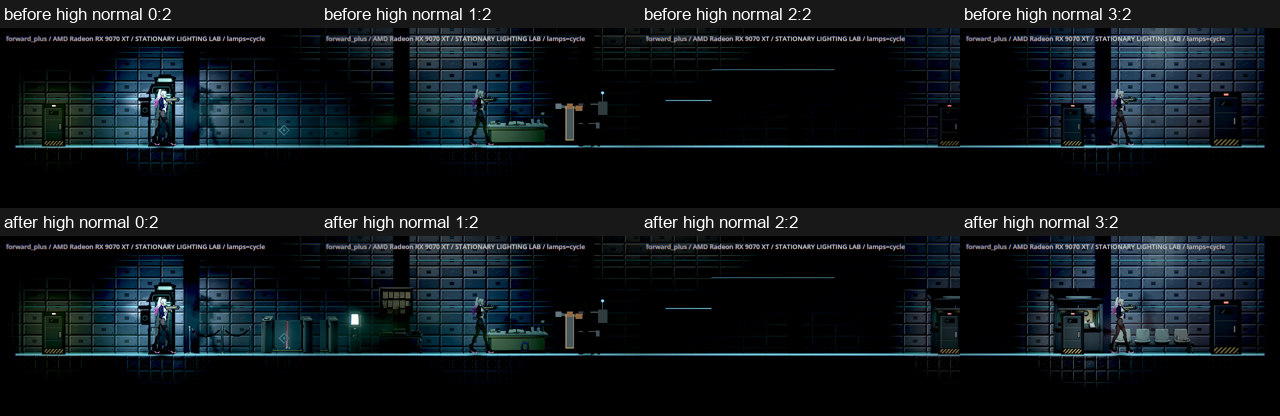 before high normal 0:2
before high normal 1:2
before high normal 2:2
before high normal 3:2
forward_plus / AMD Radeon RX 9070 XT / STATIONARY LIGHTING LAB / lamps=cycle
forward_plus / AMD Radeon RX 9070 XT / STATIONARY LIGHTING LAB / lamps=cycle
forward_plus / AMD Radeon RX 9070 XT / STATIONARY LIGHTING LAB / lamps=cycle
forward_plus / AMD Radeon RX 9070 XT / STATIONARY LIGHTING LAB / lamps=cycle
after high normal 0:2
after high normal 1:2
after high normal 2:2
after high normal 3:2
forward_plus / AMD Radeon RX 9070 XT / STATIONARY LIGHTING LAB / lamps=cycle
forward_plus / AMD Radeon RX 9070 XT / STATIONARY LIGHTING LAB / lamps=cycle
forward_plus / AMD Radeon RX 9070 XT / STATIONARY LIGHTING LAB / lamps=cycle
forward_plus / AMD Radeon RX 9070 XT / STATIONARY LIGHTING LAB / lamps=cycle